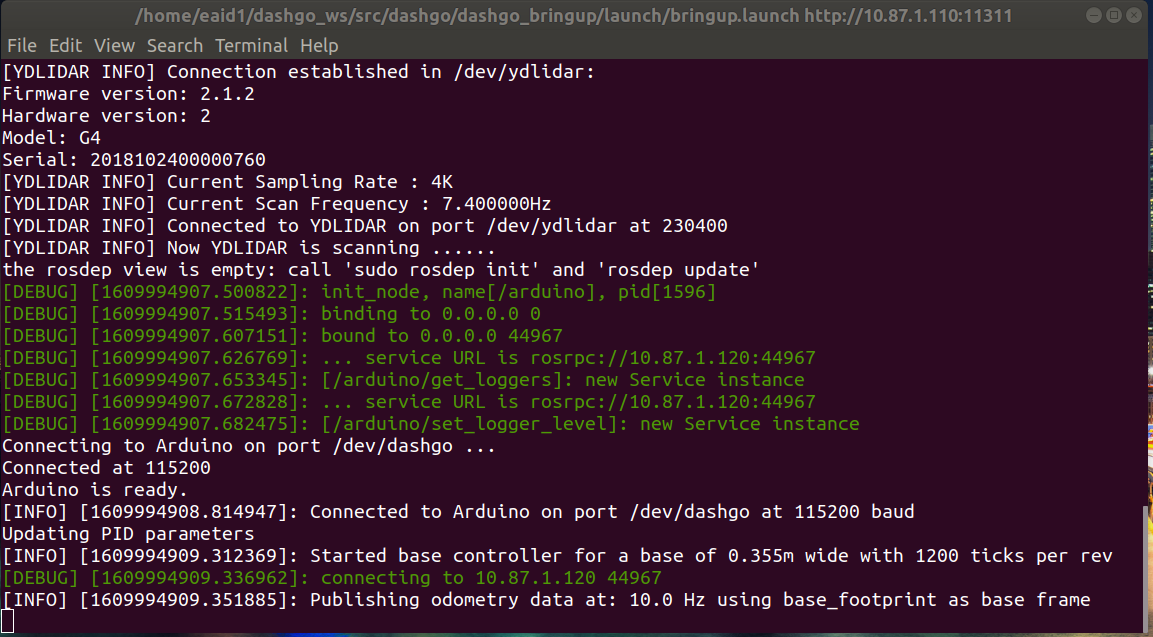 /home/eaid1/dashgo_ws/src/dashgo/dashgo_bringup/launch/bringup.launch http://10.87.1.110:11311
File Edit View Search Terminal Help
[YDLIDAR INFO] Connection established in /dev/ydlidar:
Firmware version: 2.1.2
Hardware version: 2
Model: G4
Serial: 2018102400000760
[YDLIDAR INFO] Current Sampling Rate : 4K
[YDLIDAR INFO] Current Scan Frequency : 7.400000Hz
[YDLIDAR INFO] Connected to YDLIDAR on port /dev/ydlidar at 230400
[YDLIDAR INFO] Now YDLIDAR is scanning ......
the rosdep view is empty: call 'sudo rosdep init' and 'rosdep update'
[DEBUG] [1609994907.500822]: init_node, name[/arduino], pid[1596]
[DEBUG] [1609994907.515493]: binding to 0.0.0.0 0
[DEBUG] [1609994907.607151]: bound to 0.0.0.0 44967
[DEBUG] [1609994907.626769]: ... service URL is rosrpc://10.87.1.120:44967
[DEBUG] [1609994907.653345]: [/arduino/get_loggers]: new Service instance
[DEBUG] [1609994907.672828]: ... service URL is rosrpc://10.87.1.120:44967
[DEBUG] [1609994907.682475]: [/arduino/set_logger_level]: new Service instance
Connecting to Arduino on port /dev/dashgo ...
Connected at 115200
Arduino is ready.
[INFO] [1609994908.814947]: Connected to Arduino on port /dev/dashgo at 115200 baud
Updating PID parameters
[INFO] [1609994909.312369]: Started base controller for a base of 0.355m wide with 1200 ticks per rev
[DEBUG] [1609994909.336962]: connecting to 10.87.1.120 44967
[INFO] [1609994909.351885]: Publishing odometry data at: 10.0 Hz using base_footprint as base frame